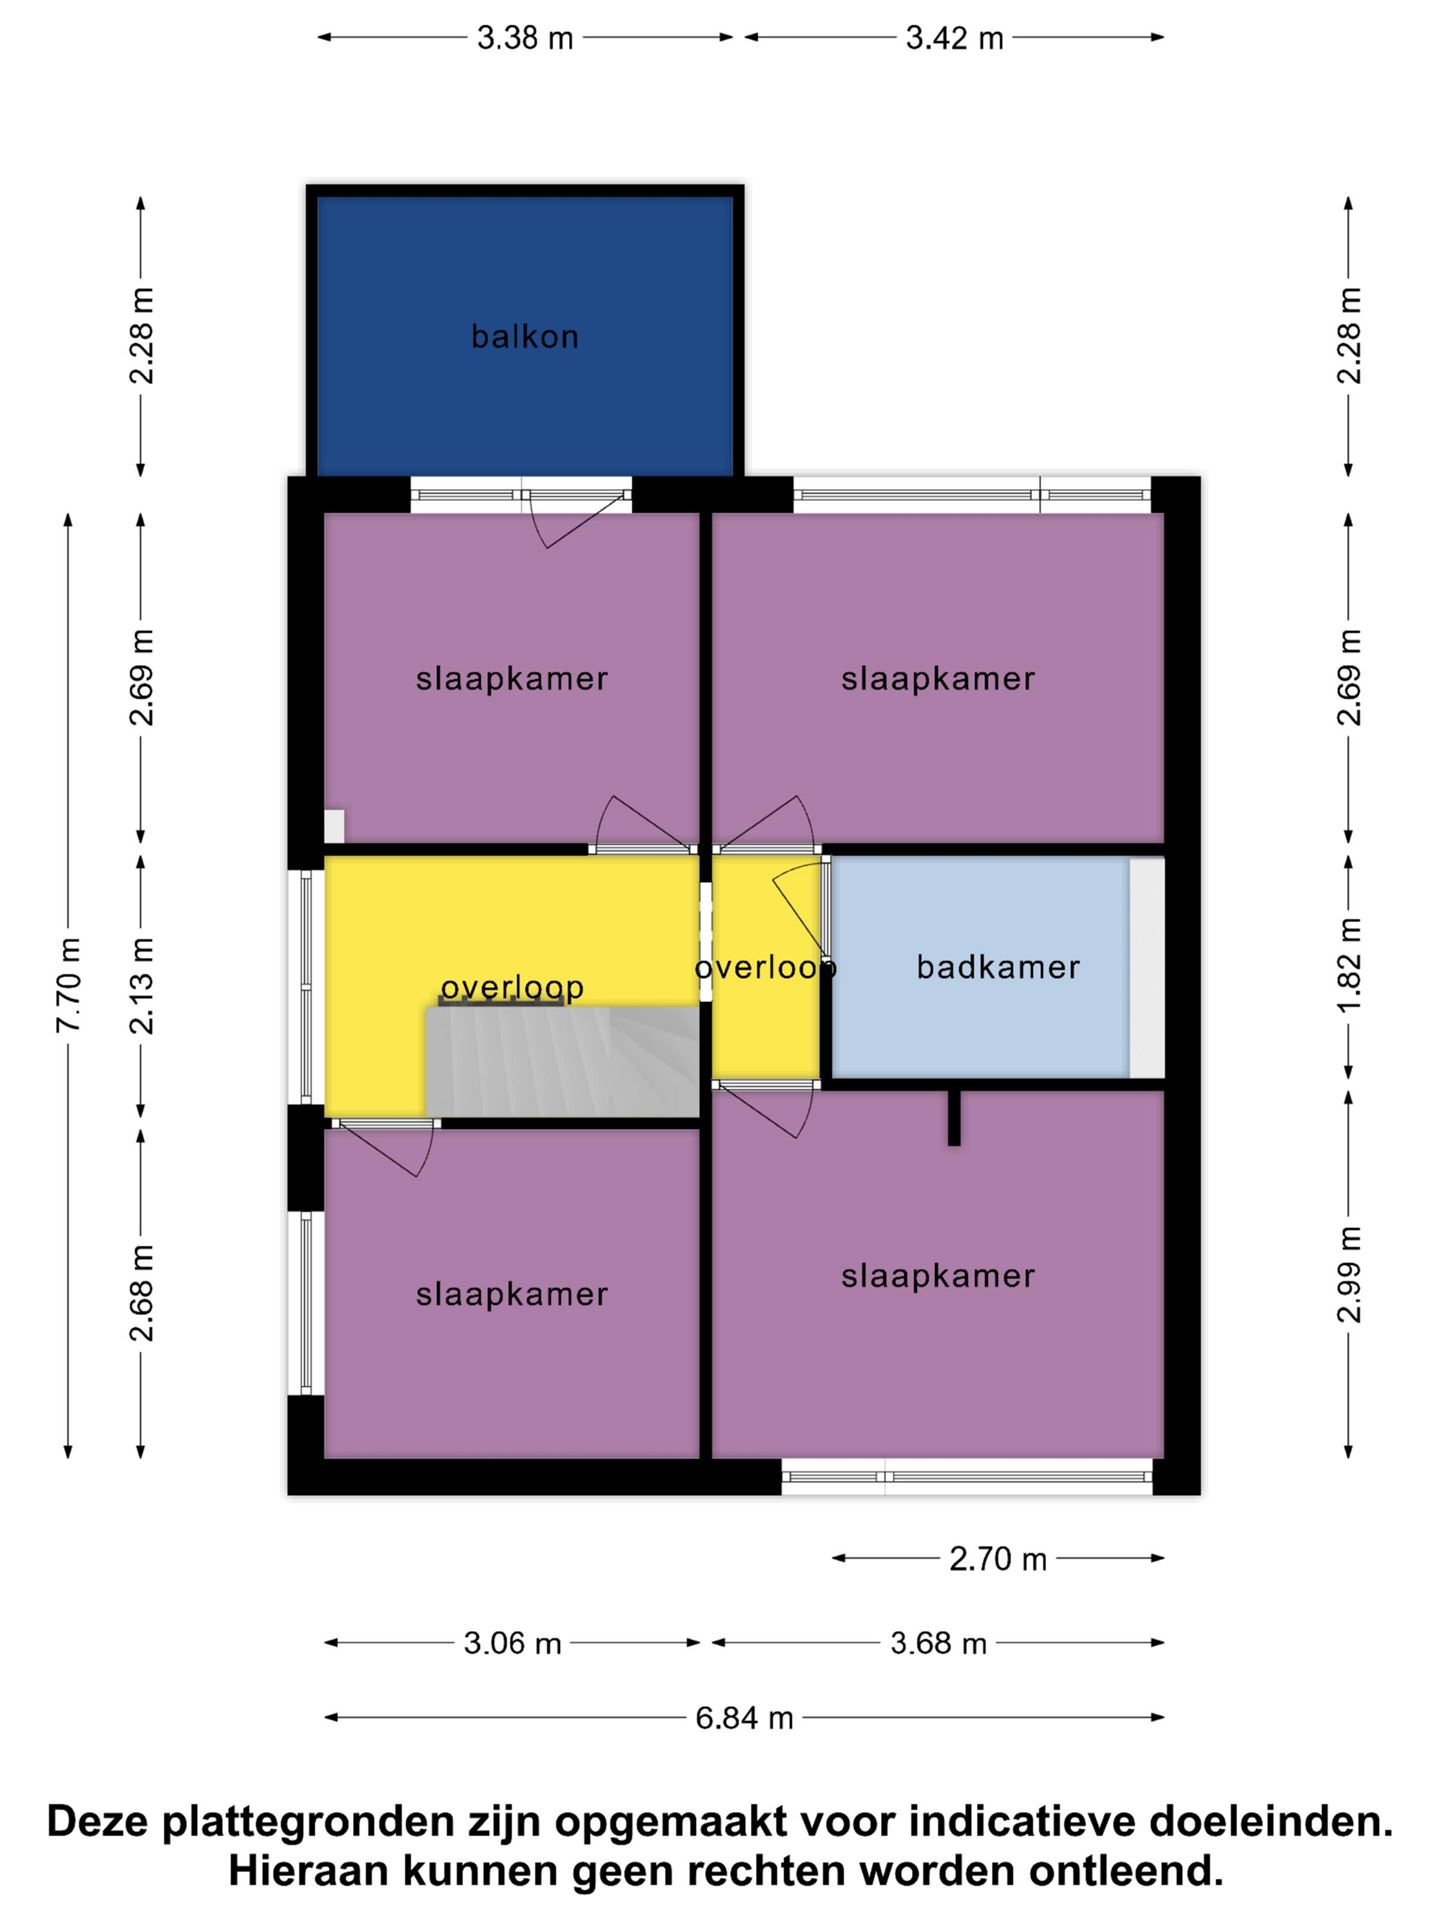 3.38 m
3.42 m
2.28 m
2.28 m
balkon
2.69 m
2.69 m
slaapkamer
slaapkamer
7.70 m
2.13 m
1.82 m
overloop
overloop
badkamer
2.68 m
2.99 m
slaapkamer
slaapkamer
2.70 m
3.06 m
3.68 m
6.84 m
Deze plattegronden zijn opgemaakt voor indicatieve doeleinden.
Hieraan kunnen geen rechten worden ontleend.